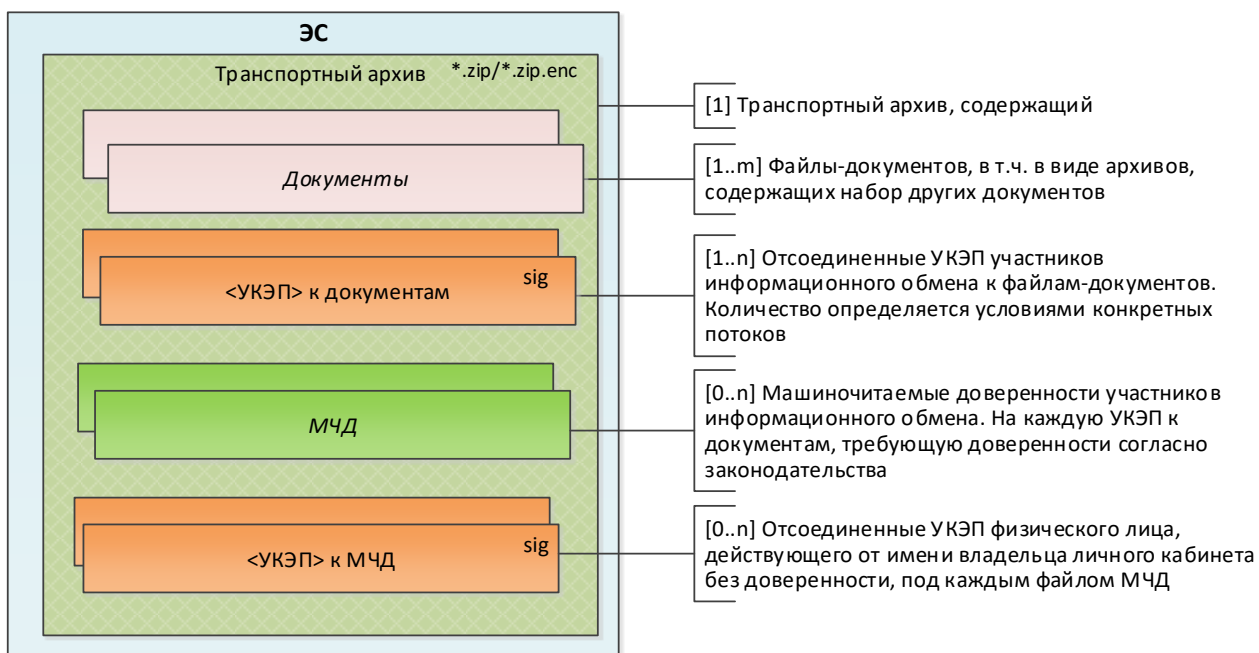 ЭС
Транспортный архив *.zip/*.zip.enc
Документы
<УКЭП> к документам
sig
МЧД
<УКЭП> к МЧД
sig
[1] Транспортный архив, содержащий
[1..m] Файлы-документов, в т.ч. в виде архивов,
содержащих набор других документов
[1..n] Отсоединенные УКЭП участников
информационного обмена к файлам-документов.
Количество определяется условиями конкретных
потоков
[0..n] Машиночитаемые доверенности участников
информационного обмена. На каждую УКЭП к
документам, требующую доверенности согласно
законодательства
[0..n] Отсоединенные УКЭП физического лица,
действующего от имени владельца личного кабинета
без доверенности, под каждым файлом МЧД